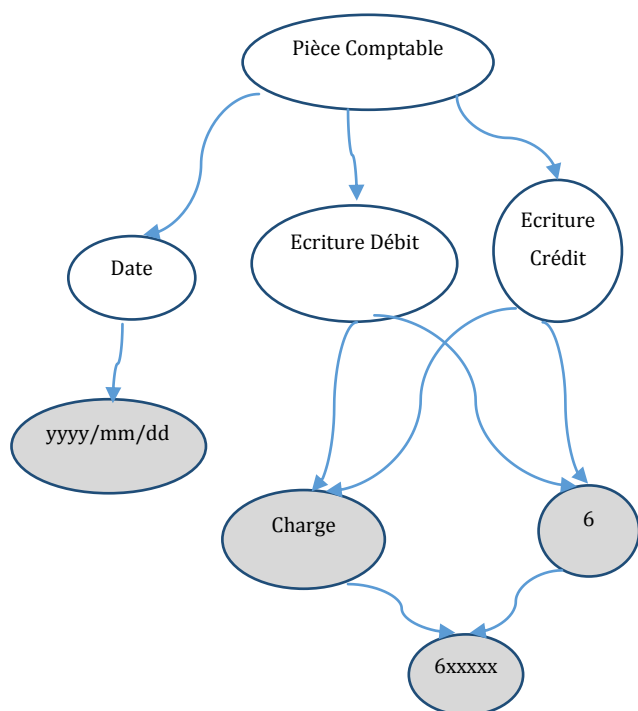 Pièce Comptable
Date
Ecriture Débit
Ecriture
Crédit
yyyy/mm/dd
Charge
6
6xxxxx